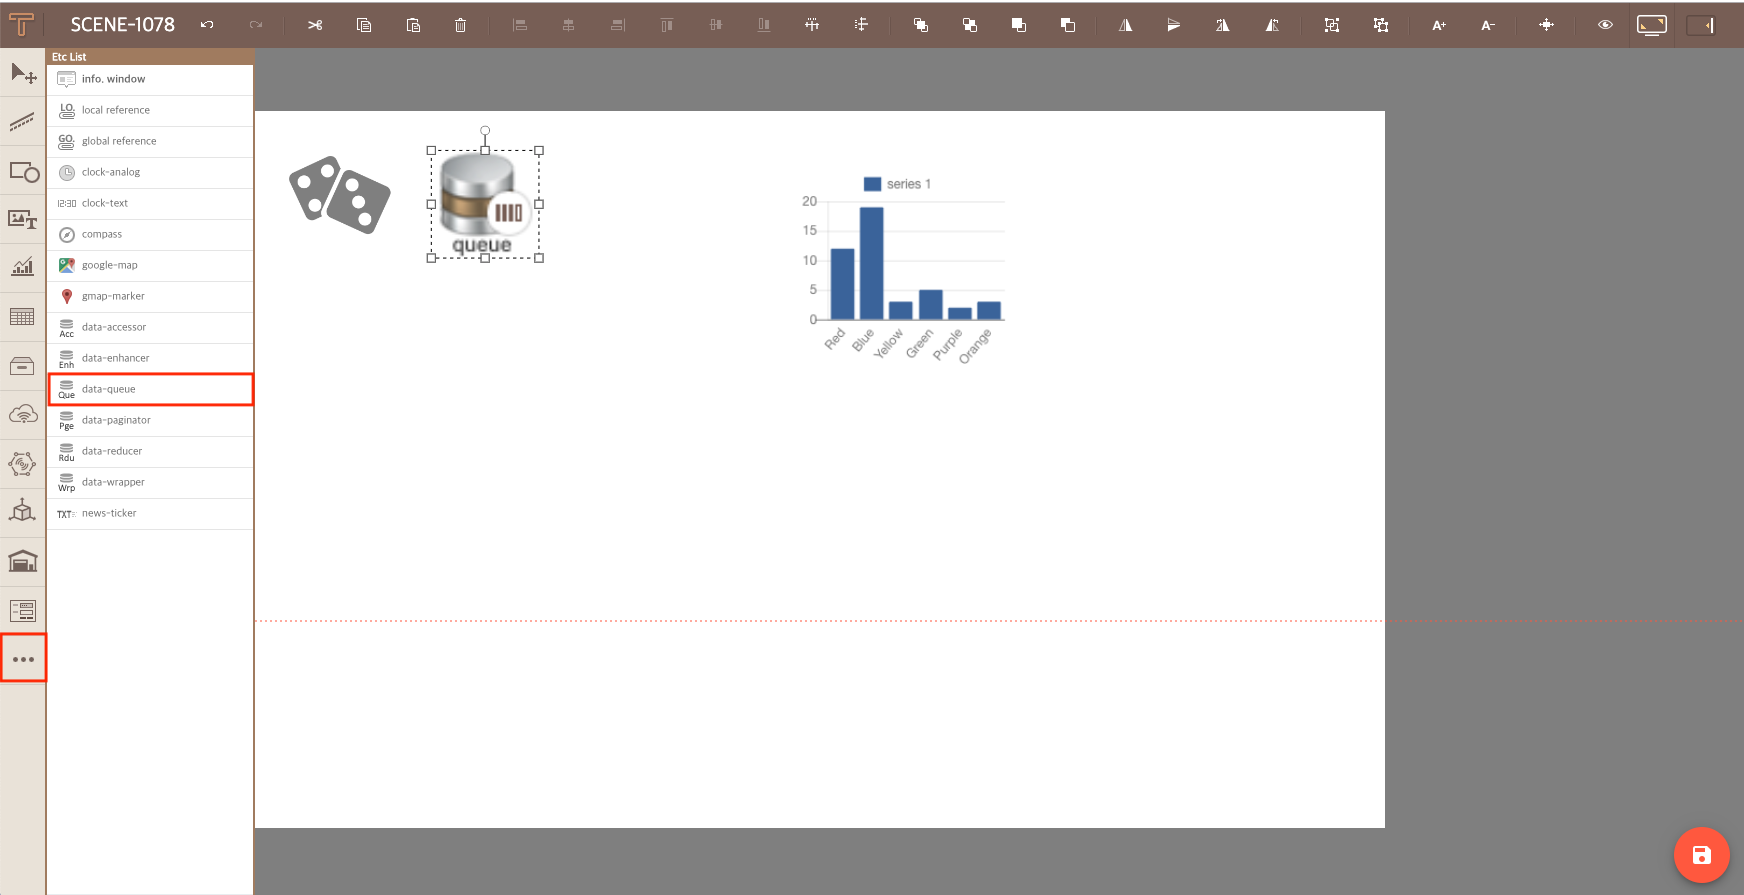 SCENE-1078
A+
A-
Etc List
info. window
LO.
local reference
GO.
global reference
clock-analog
12:30
clock-text
compass
google-map
gmap-marker
Acc
data-accessor
Enh
data-enhancer
Que
data-queue
Pge
data-paginator
Rdu
data-reducer
Wrp
data-wrapper
TXT
news-ticker
queue
series 1
20
15
10
5
0
Red
Blue
Yellow
Green
Purple
Orange